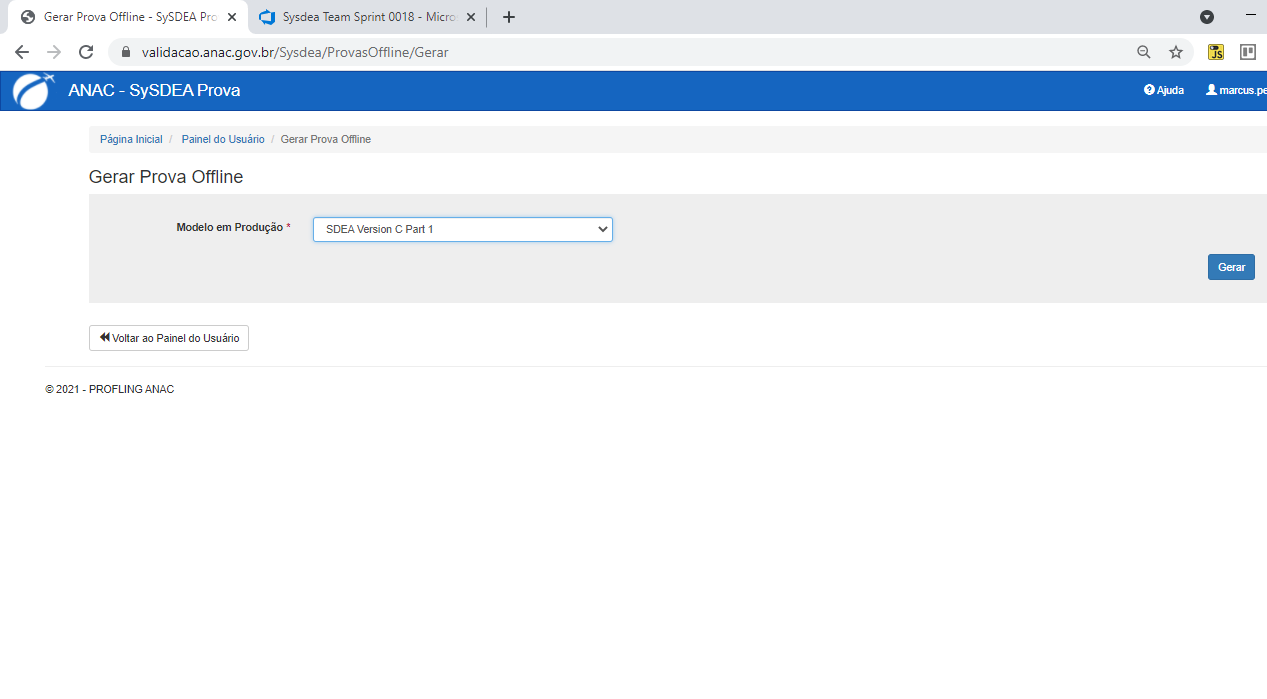 Gerar Prova Offline - SySDEA Pro
Sysdea Team Sprint 0018 - Micro
validacao.anac.gov.br/Sysdea/ProvasOffline/Gerar
JS
ANAC - SySDEA Prova
Ajuda
marcus.pe
Página Inicial / Painel do Usuário / Gerar Prova Offline
Gerar Prova Offline
Modelo em Produção *
SDEA Version C Part 1
Gerar
Voltar ao Painel do Usuário
© 2021 - PROFLING ANAC